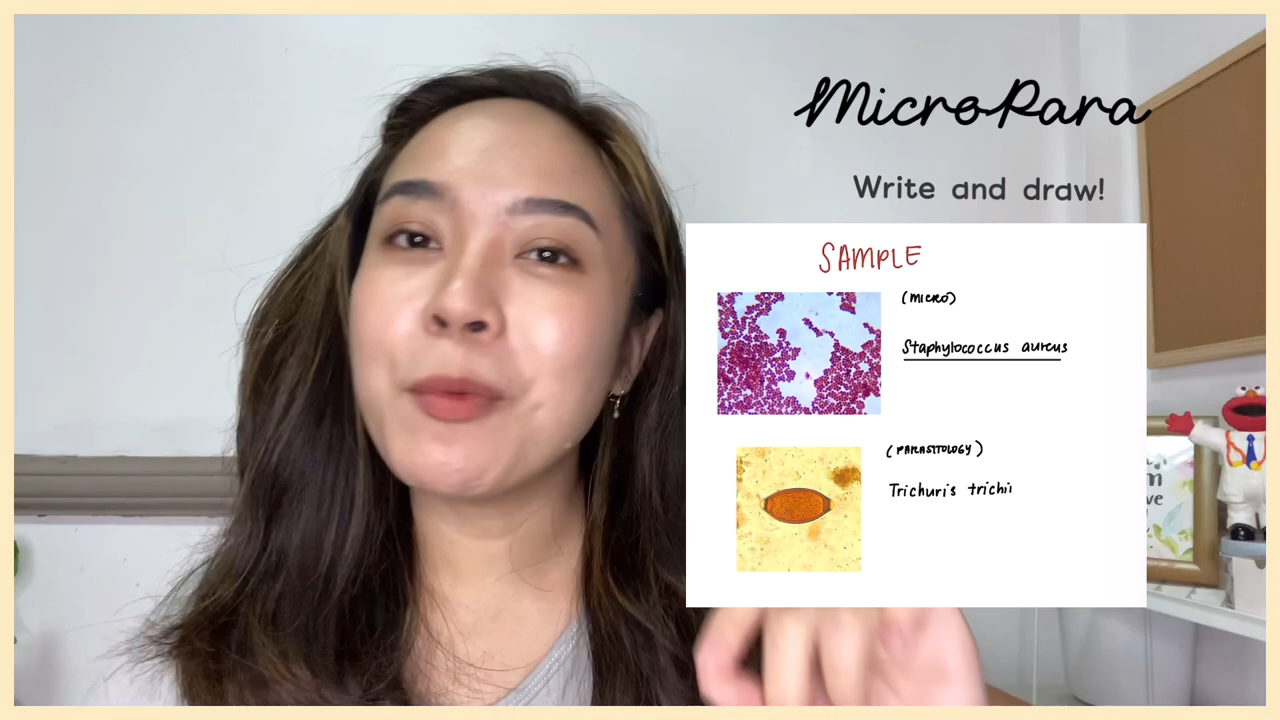 MicroPara
Write and draw!
SAMPLE
(MICRO)
Staphylococcus aureus
(PARASITOLOGY)
Trichuris trichii